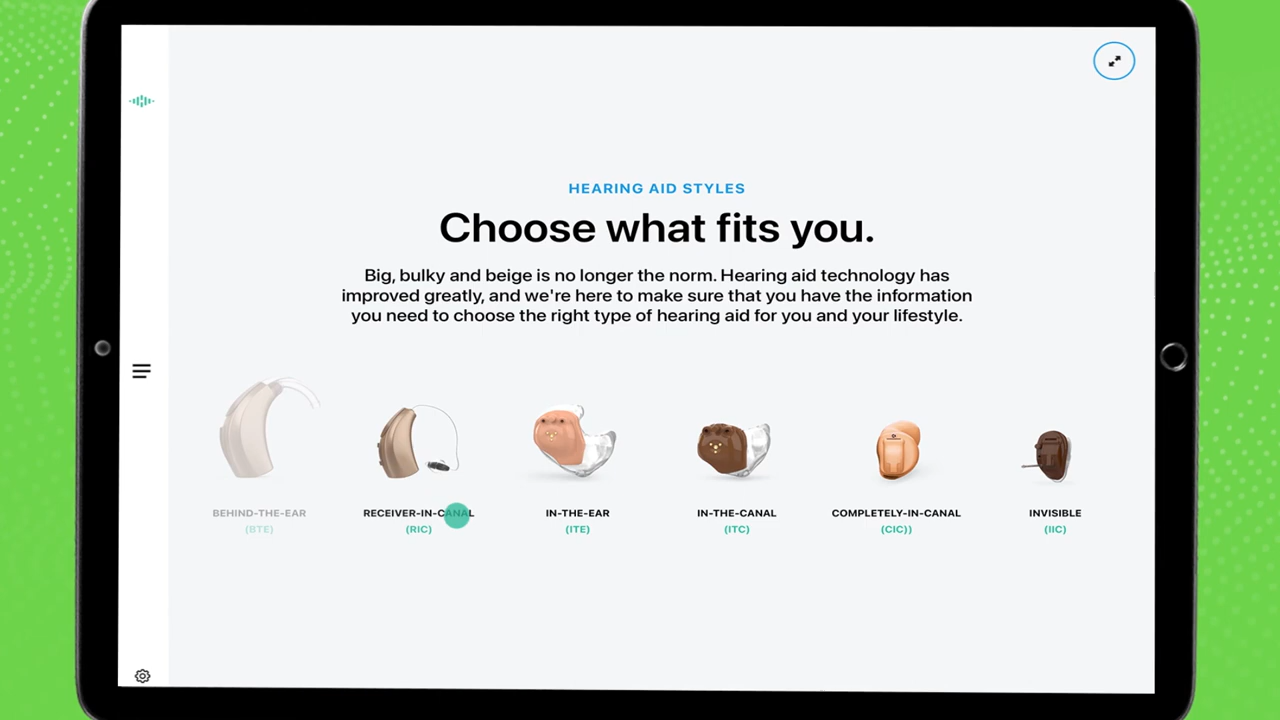 HEARING AID STYLES
Choose what fits you.
Big, bulky and beige is no longer the norm. Hearing aid technology has
improved greatly, and we're here to make sure that you have the information
you need to choose the right type of hearing aid for you and your lifestyle.
BEHIND-THE-EAR
(BTE)
RECEIVER-IN-CANAL
(RIC)
IN-THE-EAR
(ITE)
IN-THE-CANAL
(ITC)
COMPLETELY-IN-CANAL
(CIC))
INVISIBLE
(IIC)